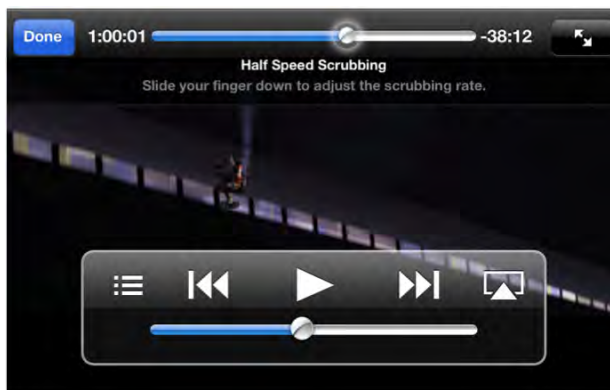 Done 1:00:01 -38:12
Half Speed Scrubbing
Slide your finger down to adjust the scrubbing rate.